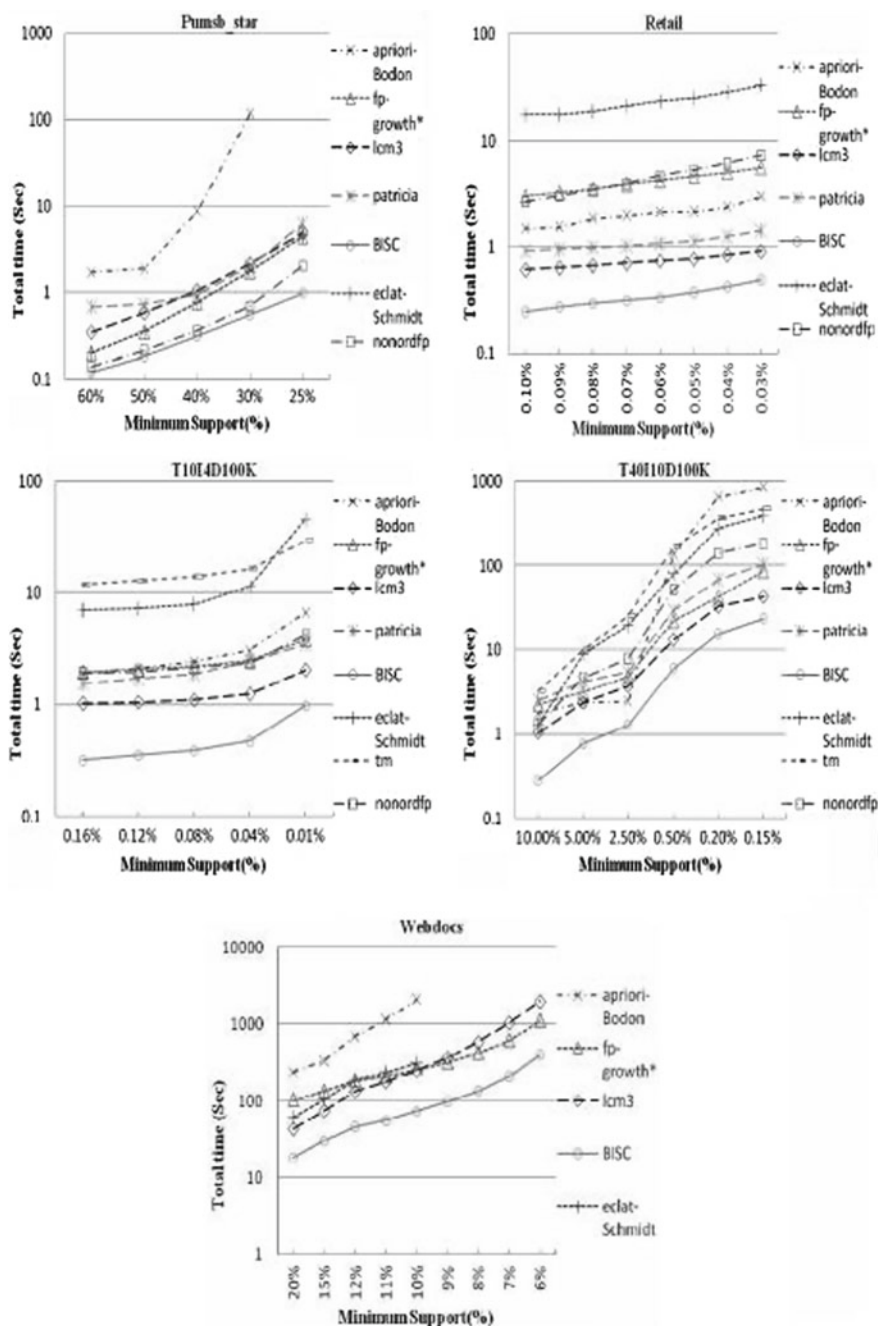 Pumsb_star
1000
100
10
1
0.1
Total time (Sec)
60%
50%
40%
30%
25%
Minimum Support(%)
apriori-
Bodon
fp-
growth*
lcm3
patricia
BISC
eclat-
Schmidt
nonordfp
Retail
100
10
1
0.1
Total time (Sec)
0.10%
0.09%
0.08%
0.07%
0.06%
0.05%
0.04%
0.03%
Minimum Support(%)
apriori-
Bodon
fp-
growth*
lcm3
patricia
BISC
eclat-
Schmidt
nonordfp
T10I4D100K
100
10
1
0.1
Total time (Sec)
0.16%
0.12%
0.08%
0.04%
0.01%
Minimum Support(%)
apriori-
Bodon
fp-
growth*
lcm3
patricia
BISC
eclat-
Schmidt
tm
nonordfp
T40I10D100K
1000
100
10
1
0.1
Total time (Sec)
10.00%
5.00%
2.50%
0.50%
0.20%
0.15%
Minimum Support(%)
apriori-
Bodon
fp-
growth*
lcm3
patricia
BISC
eclat-
Schmidt
tm
nonordfp
Webdocs
10000
1000
100
10
1
Total time (Sec)
20%
15%
12%
11%
10%
9%
8%
7%
6%
Minimum Support(%)
apriori-
Bodon
fp-
growth*
lcm3
BISC
eclat-
Schmidt